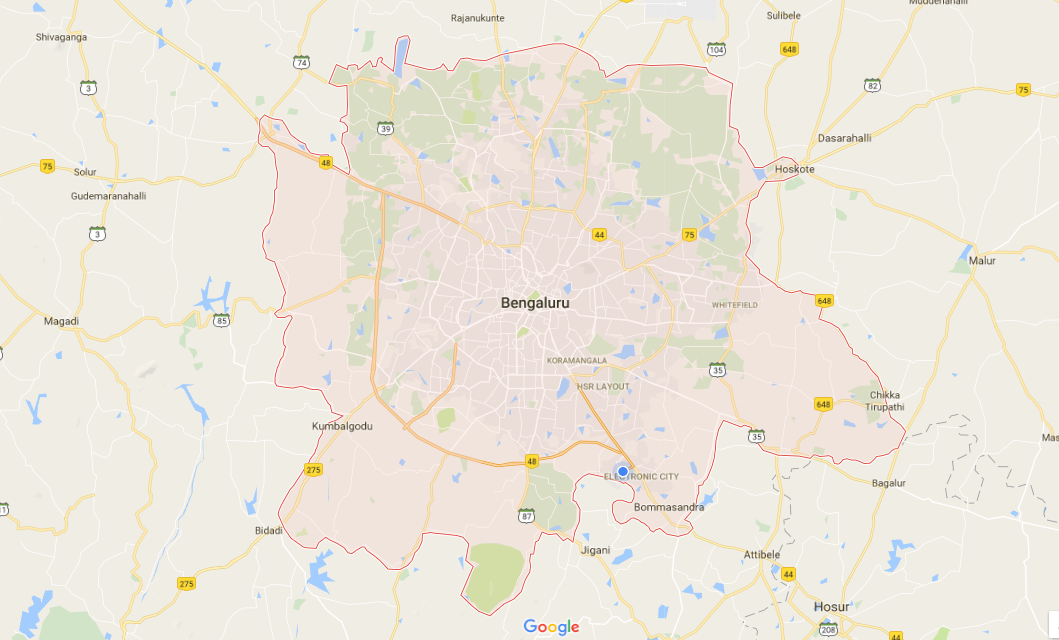 Rajanukunte
Sulibele
Muddenahalli
Shivaganga
104
648
74
3
82
75
39
Dasarahalli
48
75
Solur
Hoskote
Gudemaranahalli
3
44
75
Malur
Bengaluru
648
WHITEFIELD
Magadi
85
KORAMANGALA
35
HSR LAYOUT
Chikka
Tirupathi
648
Kumbalgodu
35
Mas
48
275
ELECTRONIC CITY
Bagalur
11
87
Bommasandra
Bidadi
Jigani
Attibele
44
275
Hosur
Google
208
44